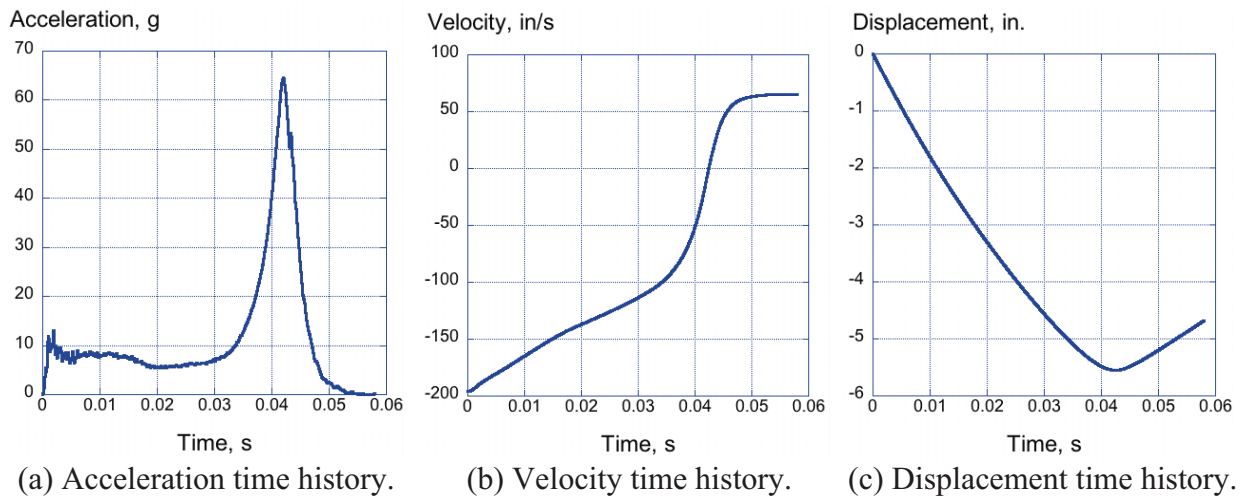 Acceleration, g
70
60
50
40
30
20
10
0
0 0.01 0.02 0.03 0.04 0.05 0.06
Time, s
(a) Acceleration time history.
Velocity, in/s
100
50
0
-50
-100
-150
-200
0 0.01 0.02 0.03 0.04 0.05 0.06
Time, s
(b) Velocity time history.
Displacement, in.
0
-1
-2
-3
-4
-5
-6
0 0.01 0.02 0.03 0.04 0.05 0.06
Time, s
(c) Displacement time history.